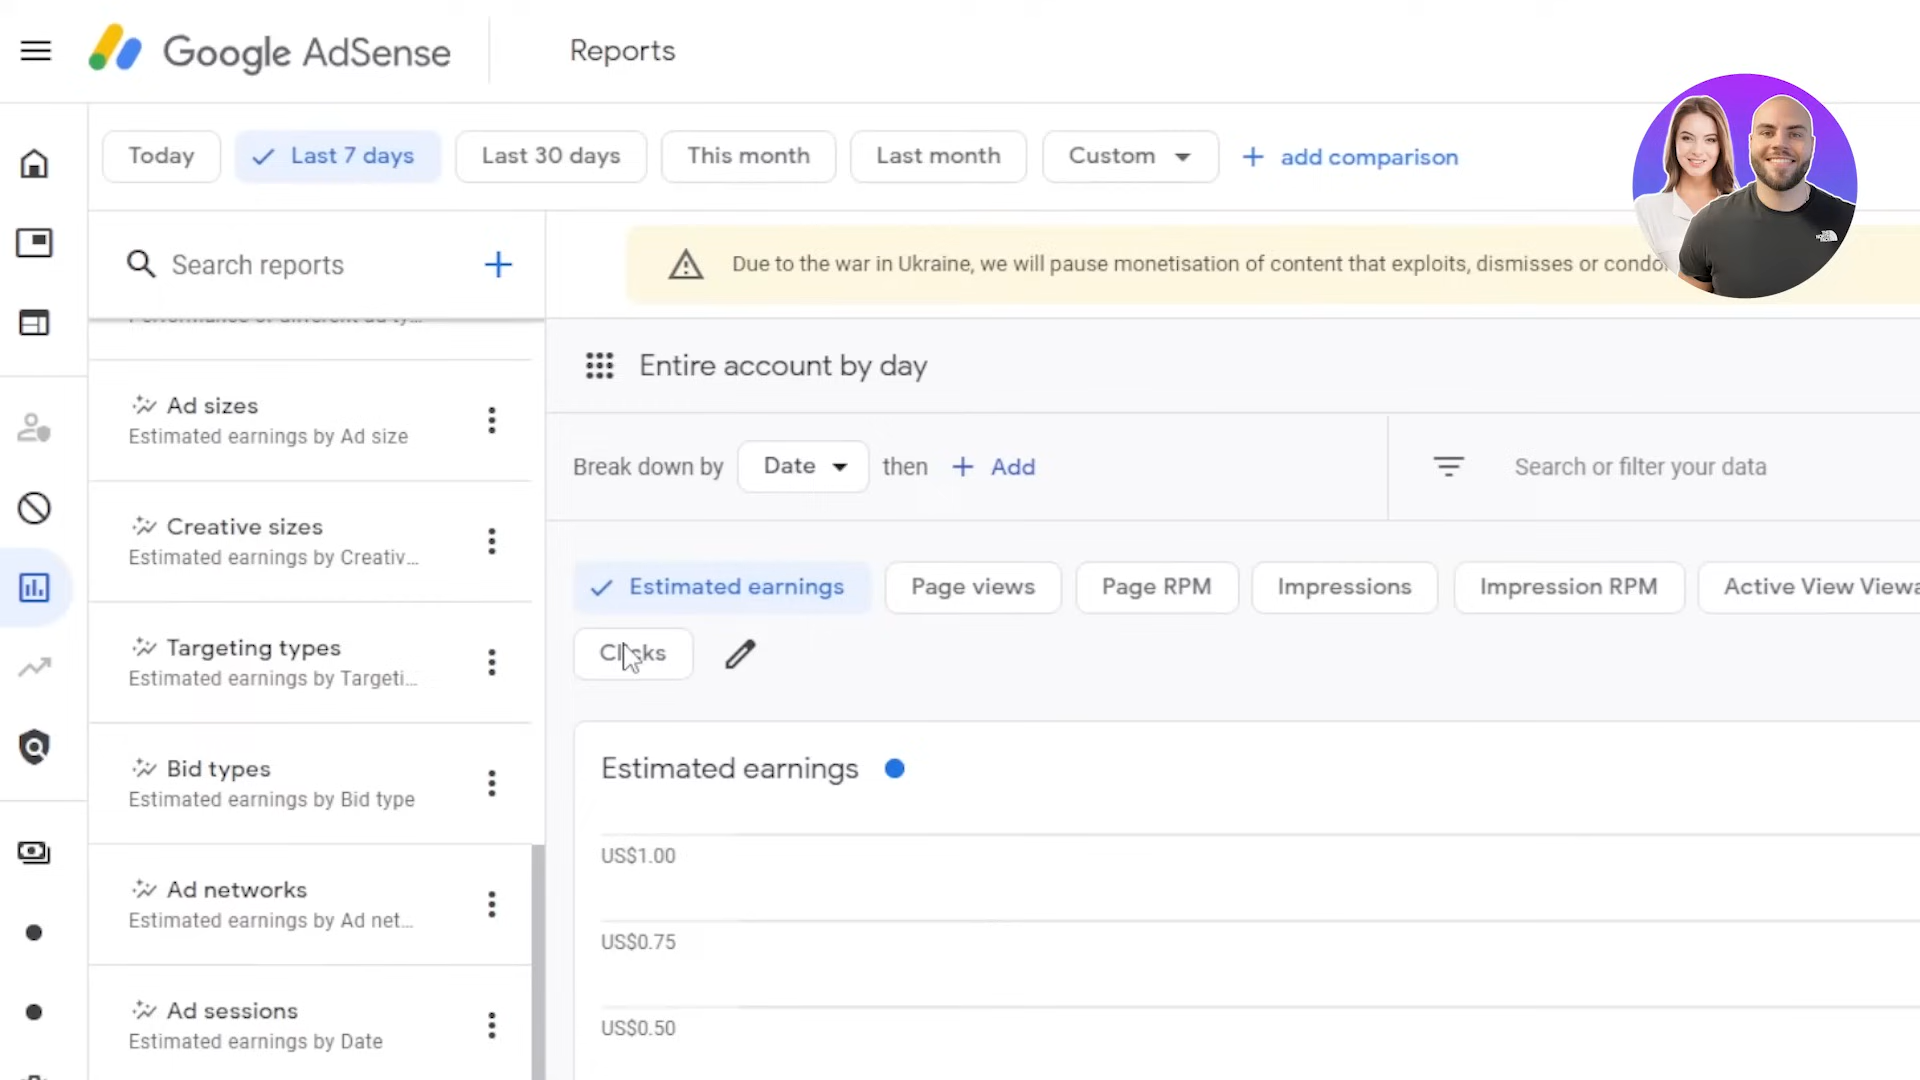 Google AdSense
Reports
Today
Last 7 days
Last 30 days
This month
Last month
Custom
add comparison
Search reports
Due to the war in Ukraine, we will pause monetisation of content that exploits, dismisses or condo
Entire account by day
Ad sizes
Estimated earnings by Ad size
Break down by
Date
then
Add
Search or filter your data
Creative sizes
Estimated earnings by Creativ...
Estimated earnings
Page views
Page RPM
Impressions
Impression RPM
Active View Viewa
Clicks
Targeting types
Estimated earnings by Targeti...
Estimated earnings
Bid types
Estimated earnings by Bid type
US$1.00
Ad networks
Estimated earnings by Ad net...
US$0.75
Ad sessions
Estimated earnings by Date
US$0.50